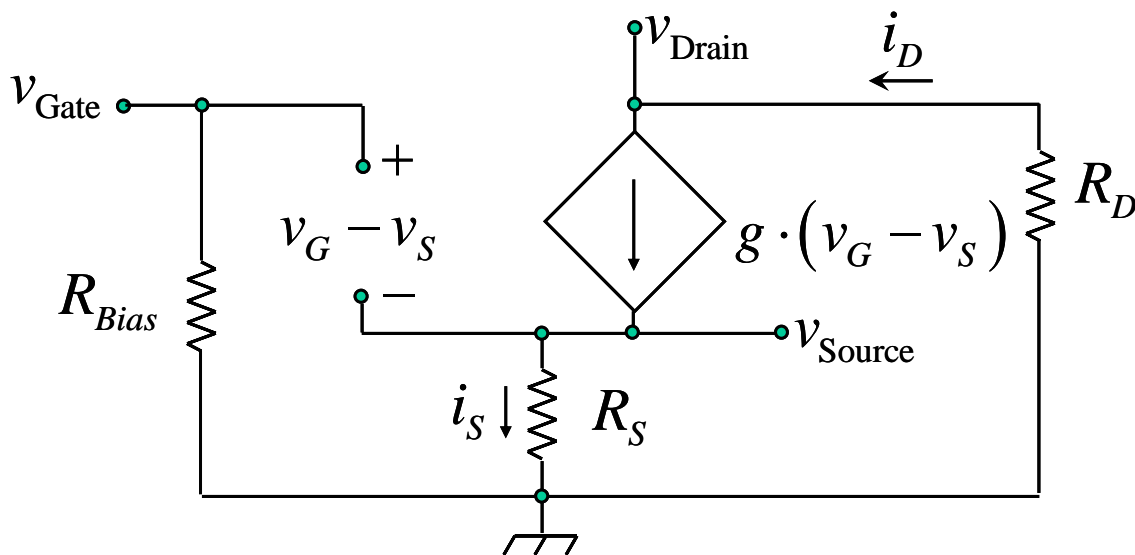 v_Drain
i_D
v_Gate
+
R_D
v_G − v_S
g · (v_G − v_S)
R_Bias
−
v_Source
i_S
R_S